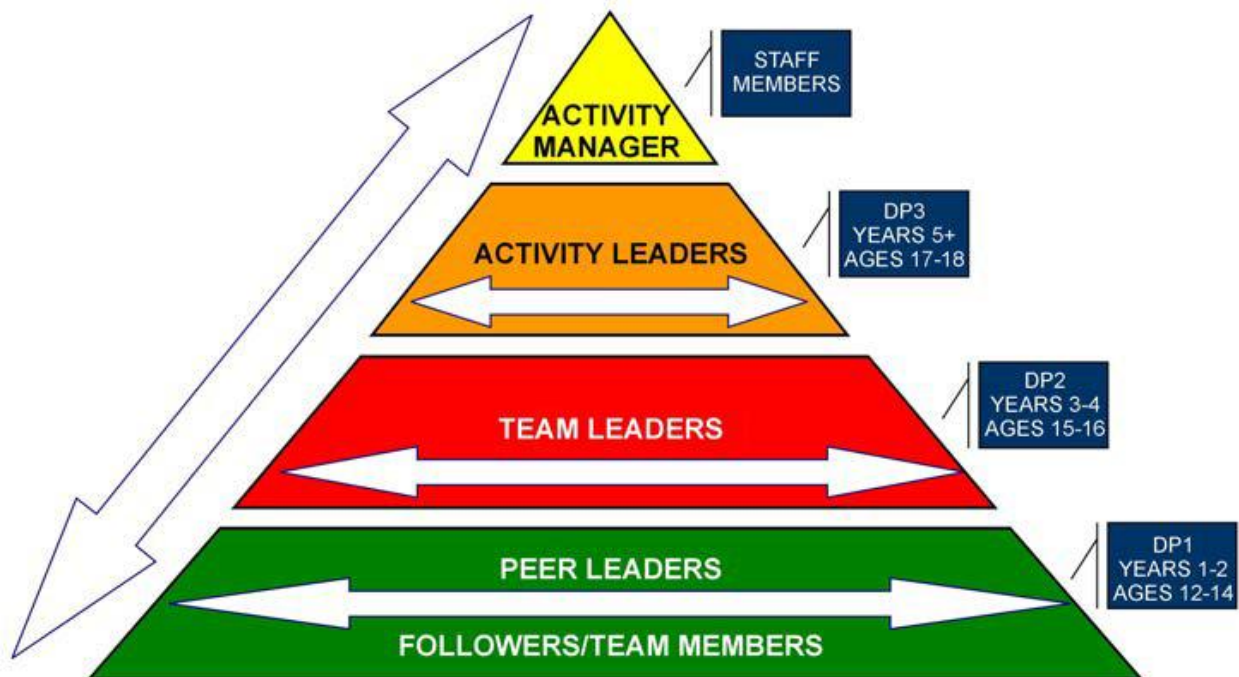 ACTIVITY
MANAGER
STAFF
MEMBERS
ACTIVITY LEADERS
DP3
YEARS 5+
AGES 17-18
TEAM LEADERS
DP2
YEARS 3-4
AGES 15-16
PEER LEADERS
FOLLOWERS/TEAM MEMBERS
DP1
YEARS 1-2
AGES 12-14